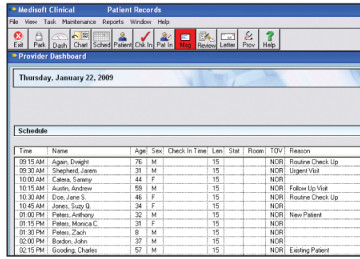 Medisoft Clinical Patient Records
File View Task Maintenance Reports Window Help
Exit Park Dash Chart Sched Patient Chk In Pat In Msg Review Letter Prov Help
Provider Dashboard
Thursday, January 22, 2009
Schedule
Time Name Age Sex Check In Time Len Stat Room TOV Reason
09:15 AM Again, Dwight 76 M 15 NOR Routine Check Up
09:30 AM Shepherd, Jarem 31 M 15 NOR Urgent Visit
10:00 AM Catera, Sammy 44 F 15 NOR
10:15 AM Austin, Andrew 59 M 15 NOR Follow Up Visit
10:30 AM Doe, Jane S. 46 F 15 NOR Routine Check Up
10:45 AM Jones, Suzy Q. 34 F 15 NOR
01:00 PM Peters, Anthony 32 M 15 NOR New Patient
01:15 PM Peters, Monica C. 31 F 15 NOR
01:30 PM Peters, Zach 8 M 15 NOR
02:00 PM Bordon, John 37 M 15 NOR
02:15 PM Gooding, Charles 57 M 15 NOR Existing Patient